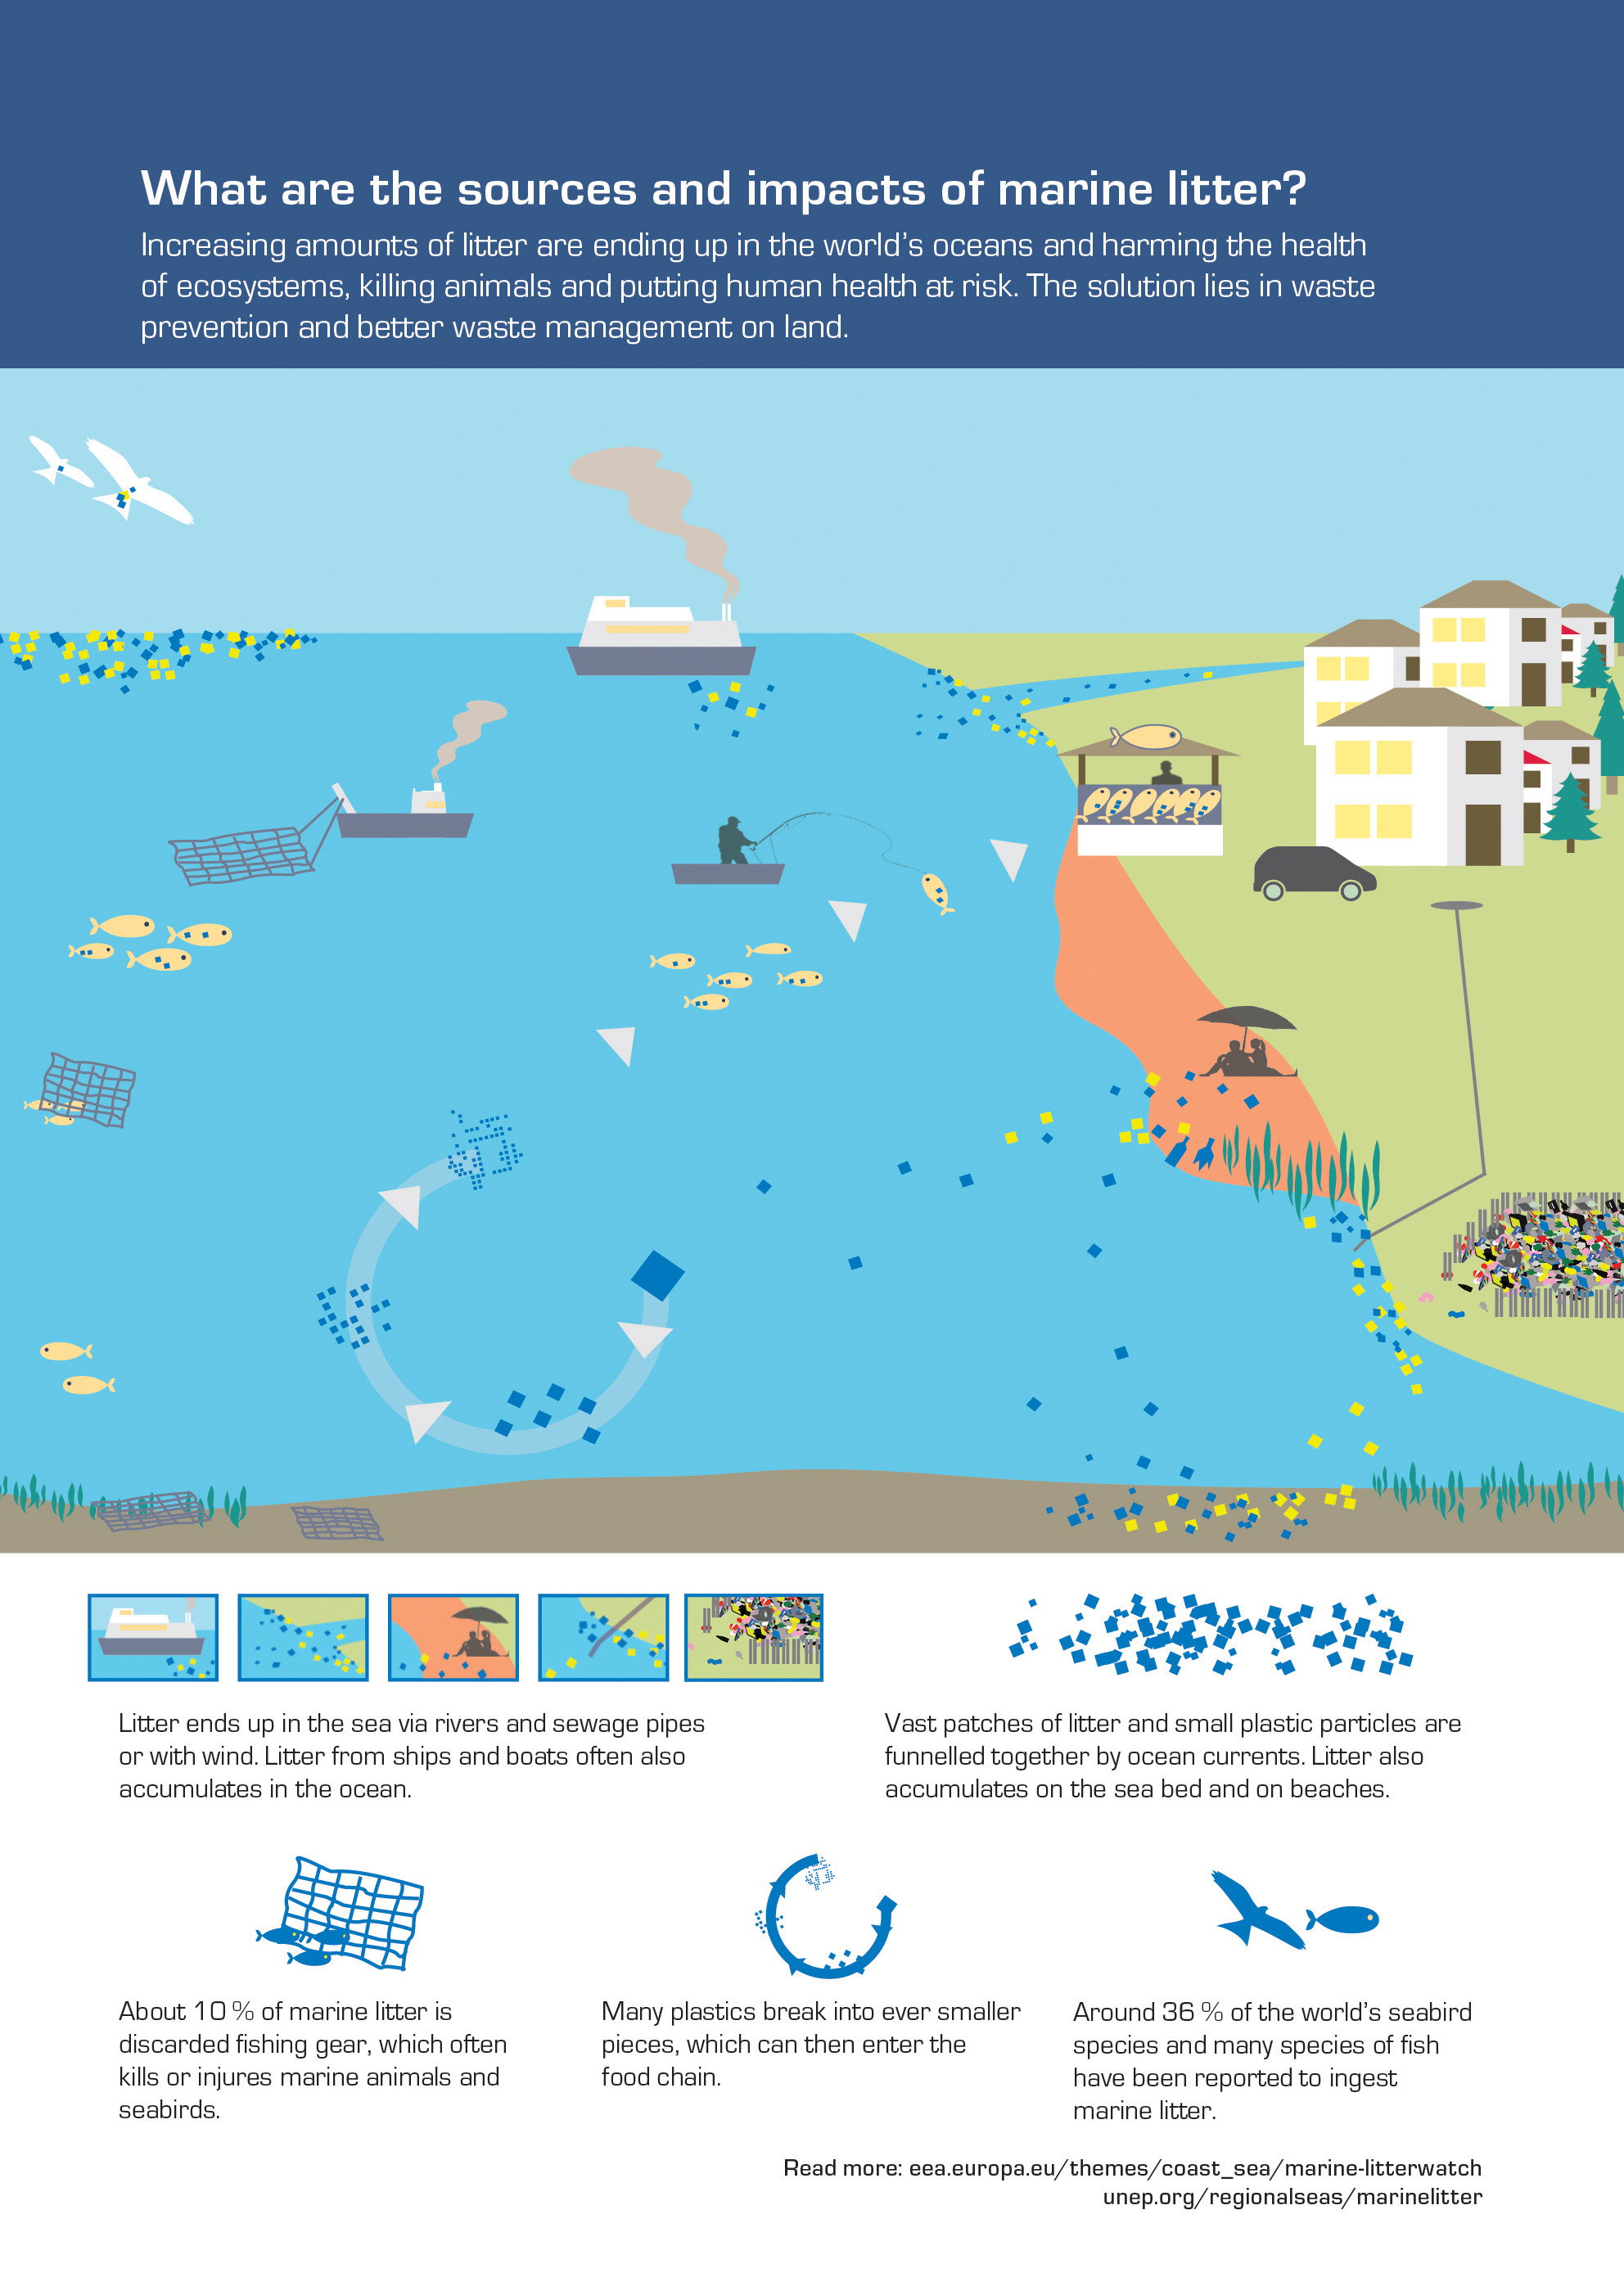 What are the sources and impacts of marine litter?
Increasing amounts of litter are ending up in the world's oceans and harming the health
of ecosystems, killing animals and putting human health at risk. The solution lies in waste
prevention and better waste management on land.
Litter ends up in the sea via rivers and sewage pipes
or with wind. Litter from ships and boats often also
accumulates in the ocean.
Vast patches of litter and small plastic particles are
funnelled together by ocean currents. Litter also
accumulates on the sea bed and on beaches.
About 10 % of marine litter is
discarded fishing gear, which often
kills or injures marine animals and
seabirds.
Many plastics break into ever smaller
pieces, which can then enter the
food chain.
Around 36 % of the world's seabird
species and many species of fish
have been reported to ingest
marine litter.
Read more: eea.europa.eu/themes/coast_sea/marine-litterwatch
unep.org/regionalseas/marinelitter